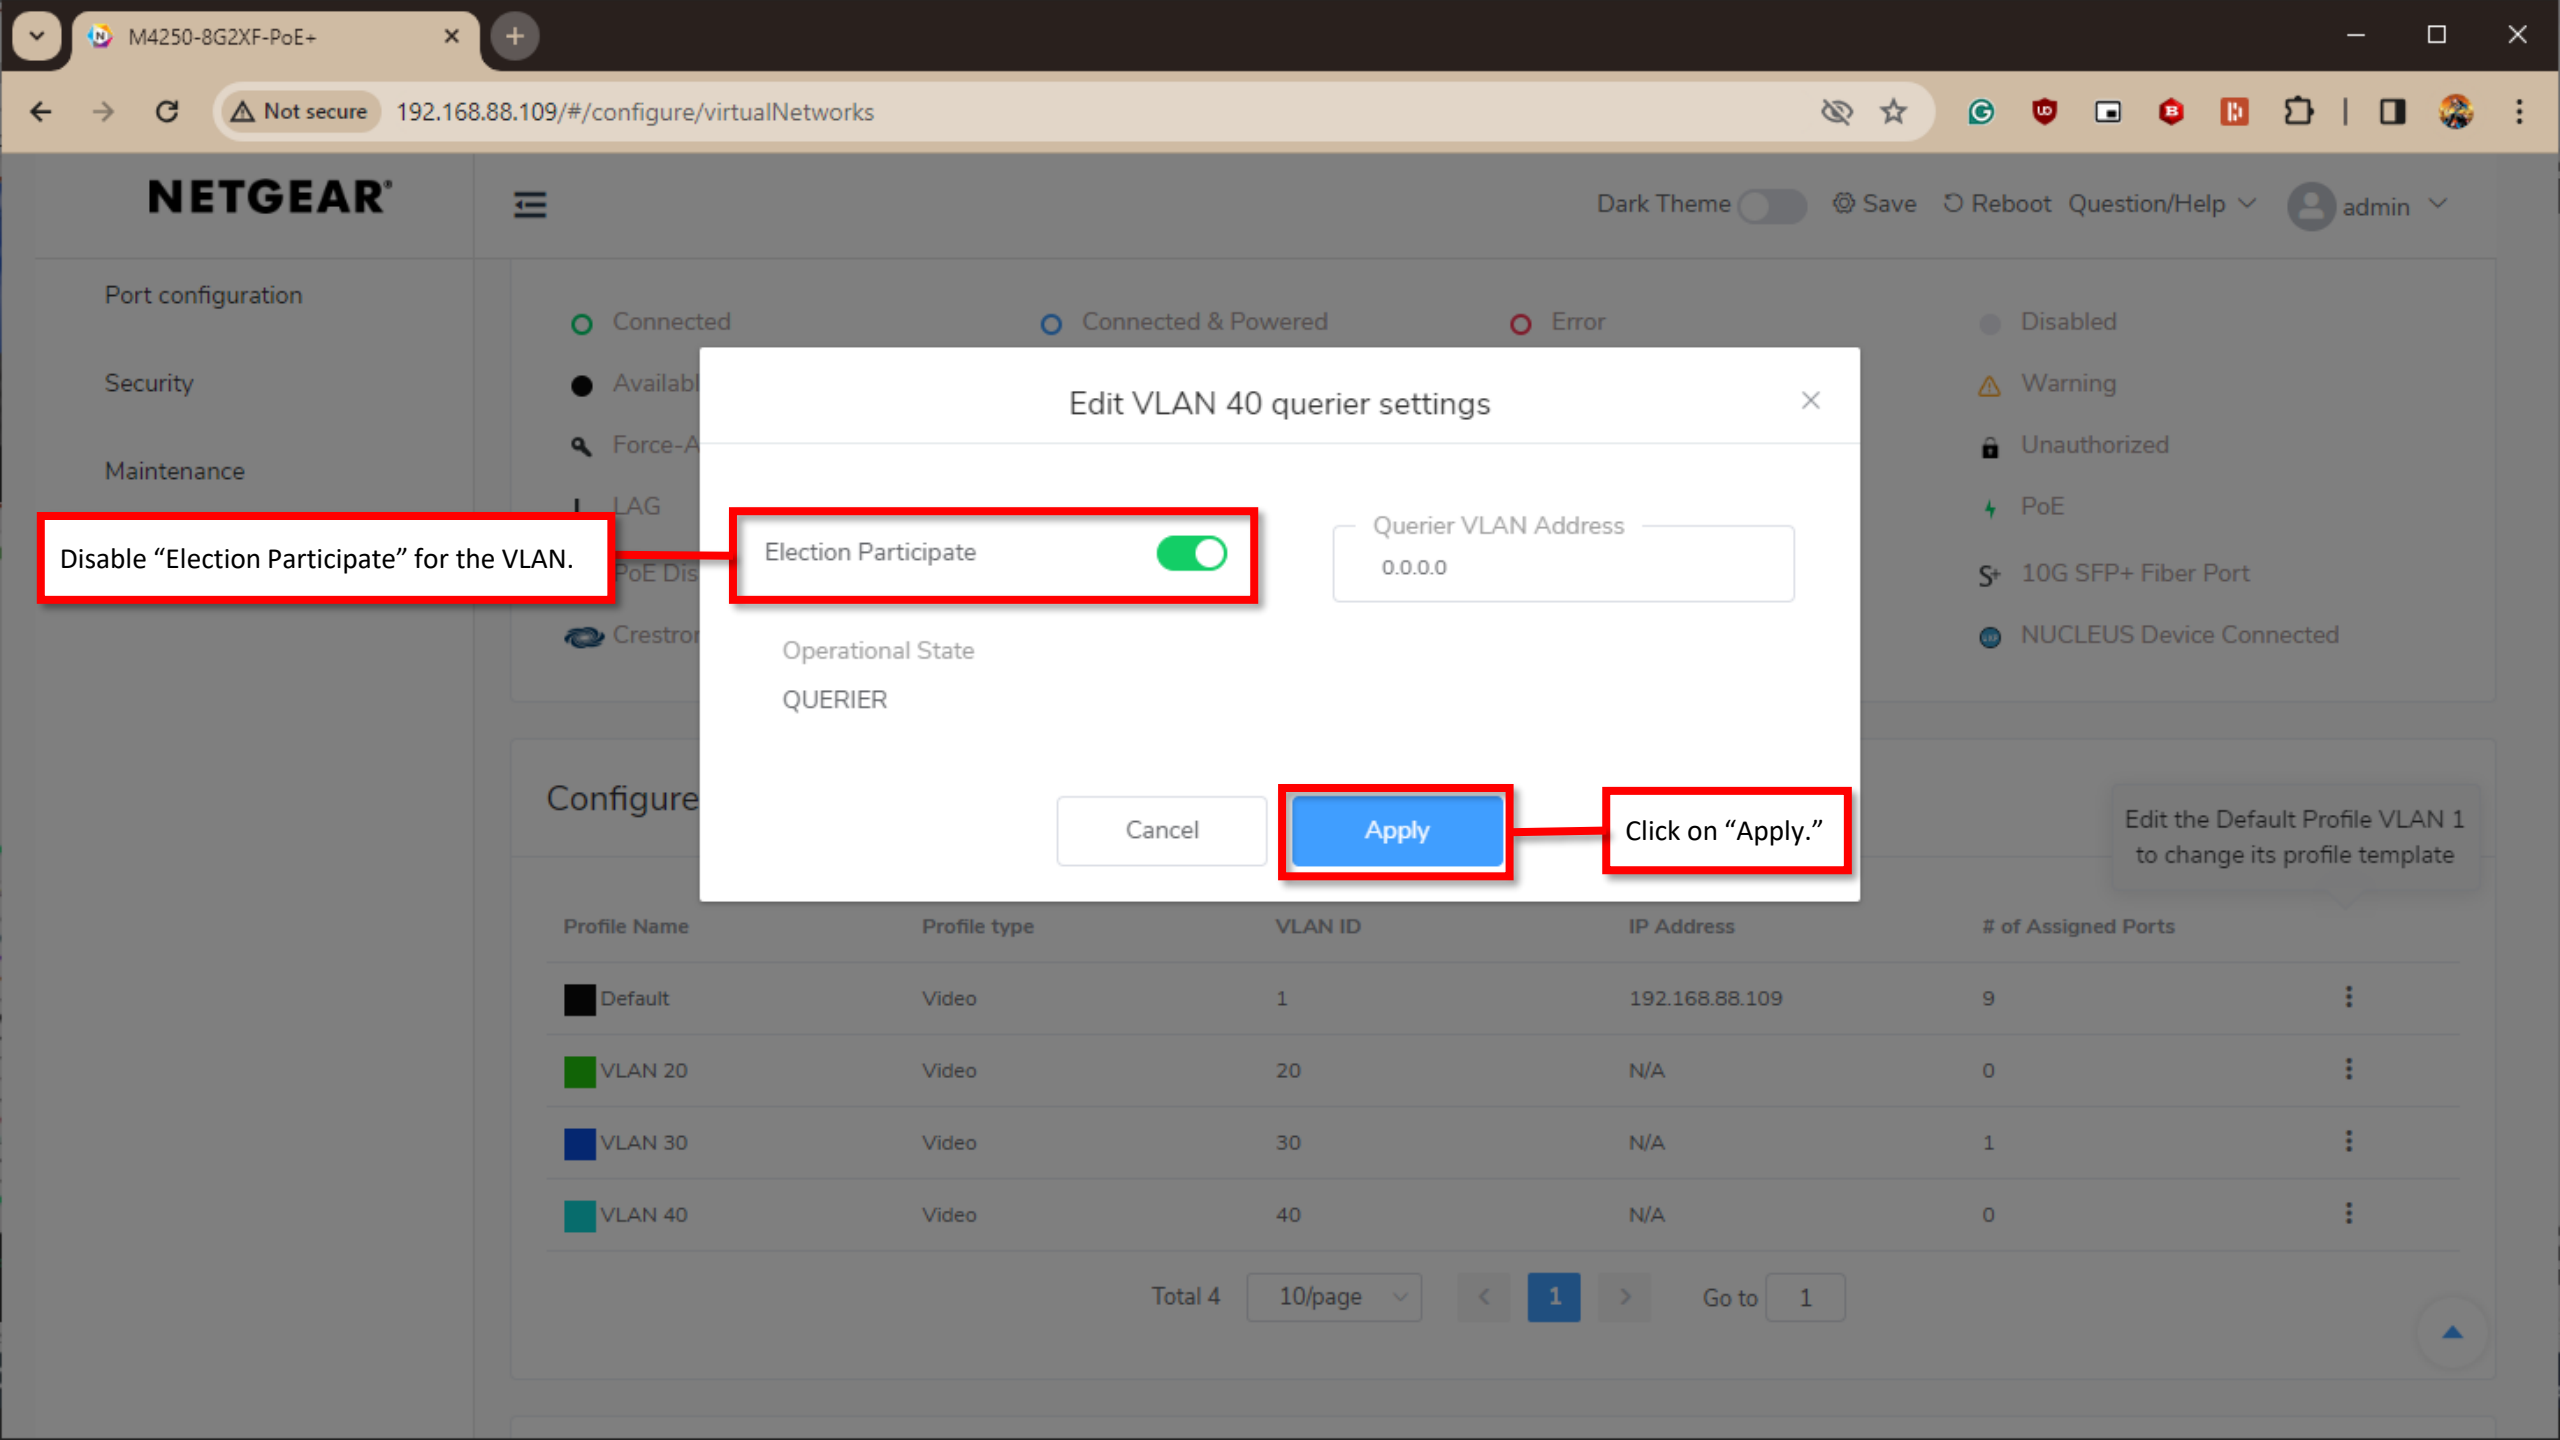 M4250-8G2XF-PoE+
Not secure 192.168.88.109/#/configure/virtualNetworks
NETGEAR®
Dark Theme Save Reboot Question/Help admin
Port configuration
Security
Maintenance
Connected Connected & Powered Error Disabled
Availabl Warning
Force-A Unauthorized
LAG PoE
PoE Dis 10G SFP+ Fiber Port
Crestror NUCLEUS Device Connected
Edit VLAN 40 querier settings
Disable “Election Participate” for the VLAN.
Election Participate
Querier VLAN Address
0.0.0.0
Operational State
QUERIER
Cancel Apply
Click on “Apply.”
Configure
Edit the Default Profile VLAN 1
to change its profile template
Profile Name Profile type VLAN ID IP Address # of Assigned Ports
Default Video 1 192.168.88.109 9
VLAN 20 Video 20 N/A 0
VLAN 30 Video 30 N/A 1
VLAN 40 Video 40 N/A 0
Total 4 10/page < 1 > Go to 1